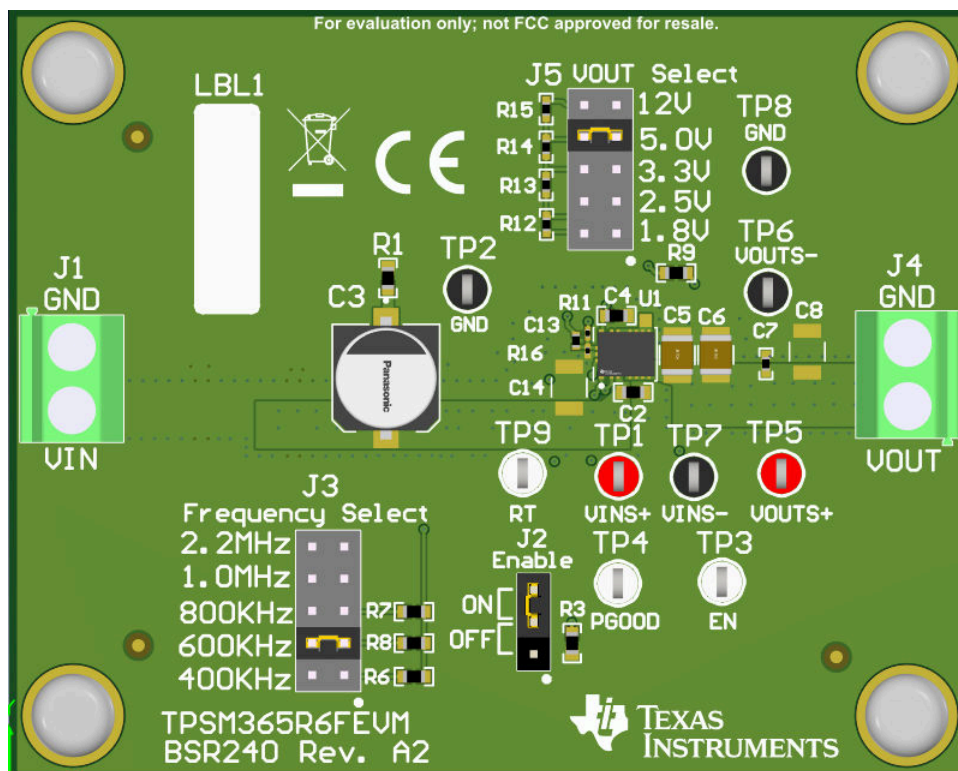 For evaluation only; not FCC approved for resale.
LBL1
J5 VOUT Select
R15
12V
TP8
GND
R14
5.0V
CE
R13
3.3V
2.5V
R12
1.8V
TP6
VOUTS-
R1
TP2
GND
R9
J1
GND
J4
GND
C3
R11
C4
U1
C5
C6
C8
C13
C7
R16
C14
C2
Panasonic
VIN
VOUT
TP9
RT
TP1
VINS+
TP7
VINS-
TP5
VOUTS+
J3
Frequency Select
2.2MHz
1.0MHz
800KHz
R7
600KHz
R8
400KHz
R6
J2
Enable
ON
OFF
R3
TP4
PGOOD
TP3
EN
TPSM365R6FEVM
BSR240 Rev. A2
TEXAS
INSTRUMENTS